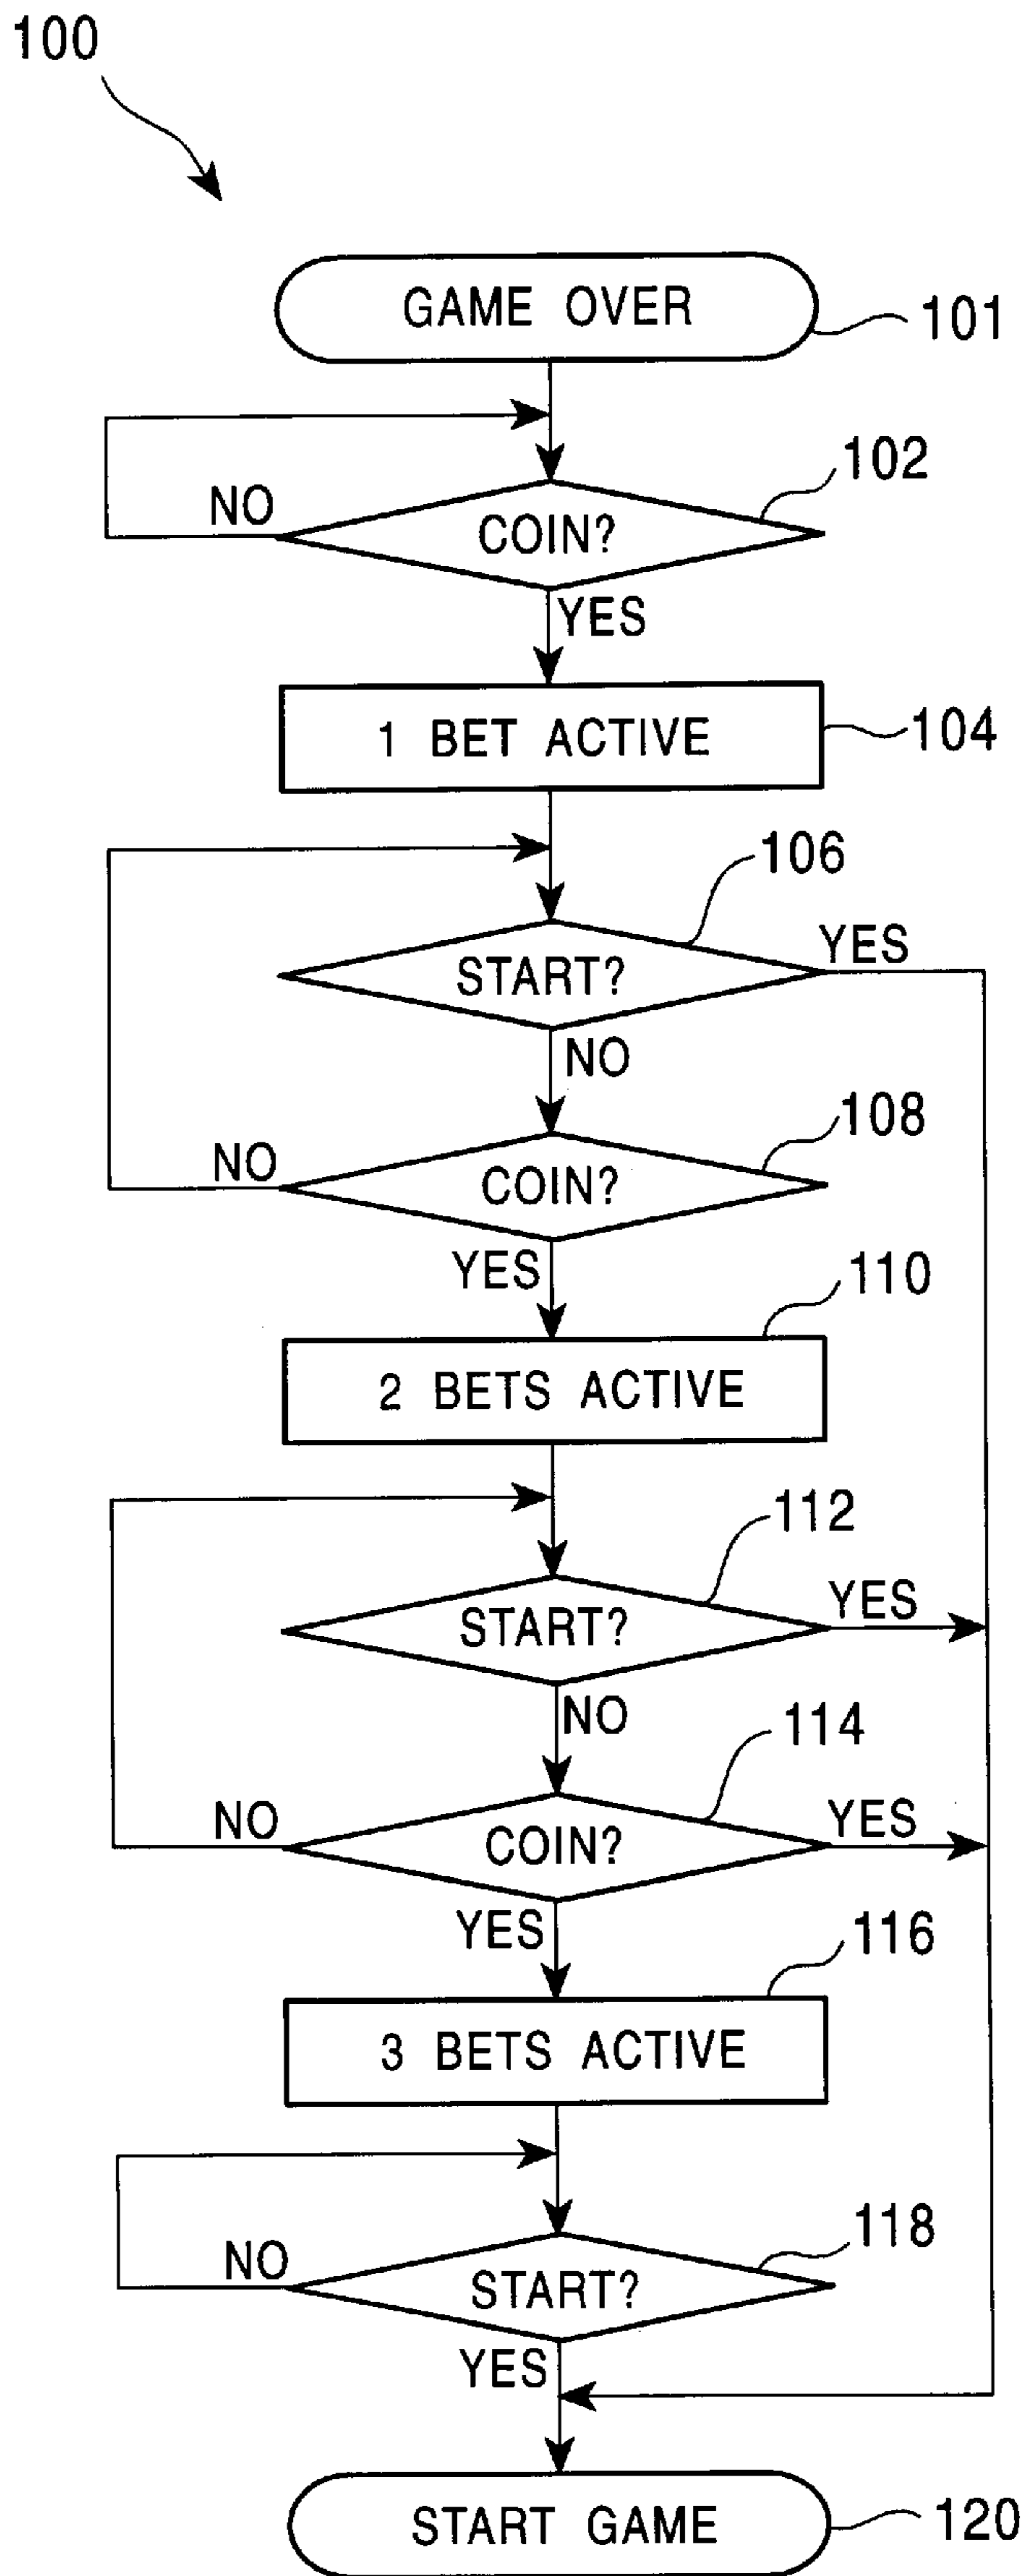 100
GAME OVER
101
102
NO
COIN?
YES
1 BET ACTIVE
104
106
YES
START?
NO
108
NO
COIN?
YES
110
2 BETS ACTIVE
112
YES
START?
NO
114
NO
YES
COIN?
YES
116
3 BETS ACTIVE
118
NO
START?
YES
START GAME
120